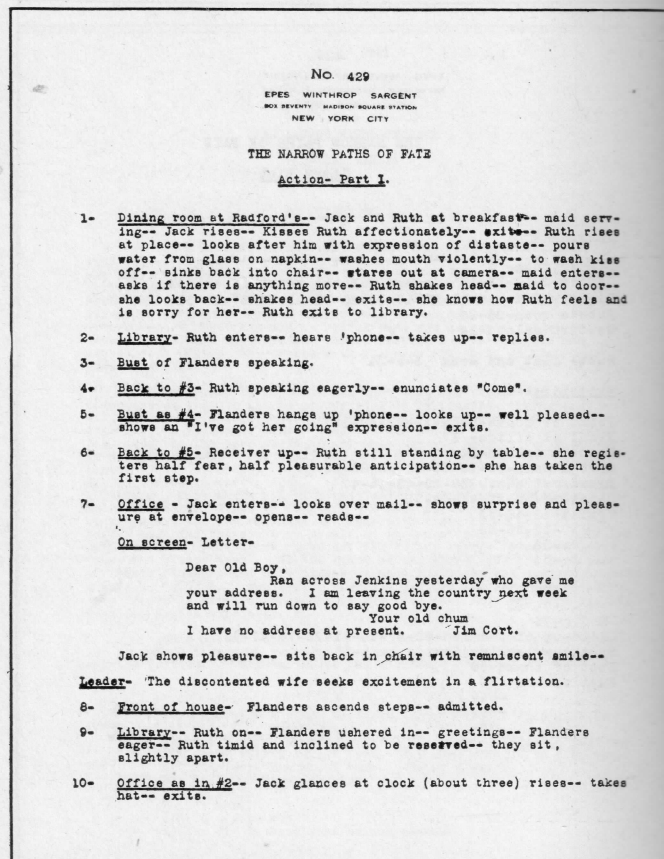 No. 429
EPES WINTHROP SARGENT
BOX SEVENTY MADISON SQUARE STATION
NEW YORK CITY
THE NARROW PATHS OF FATE
Action- Part I.
1- Dining room at Radford's-- Jack and Ruth at breakfast-- maid serv-
ing-- Jack rises-- Kisses Ruth affectionately-- exits-- Ruth rises
at place-- looks after him with expression of distaste-- pours
water from glass on napkin-- washes mouth violently-- to wash kiss
off-- sinks back into chair-- stares out at camera-- maid enters--
asks if there is anything more-- Ruth shakes head-- maid to door--
she looks back-- shakes head-- exits-- she knows how Ruth feels and
is sorry for her-- Ruth exits to library.
2- Library- Ruth enters-- hears 'phone-- takes up-- replies.
3- Bust of Flanders speaking.
4- Back to #3- Ruth speaking eagerly-- enunciates "Come".
5- Bust as #4- Flanders hangs up 'phone-- looks up-- well pleased--
shows an "I've got her going" expression-- exits.
6- Back to #5- Receiver up-- Ruth still standing by table-- she regis-
ters half fear, half pleasurable anticipation-- she has taken the
first step.
7- Office - Jack enters-- looks over mail-- shows surprise and pleas-
ure at envelope-- opens-- reads--
On screen- Letter-
Dear Old Boy,
Ran across Jenkins yesterday who gave me
your address. I am leaving the country next week
and will run down to say good bye.
Your old chum
I have no address at present. Jim Cort.
Jack shows pleasure-- sits back in chair with remniscent smile--
Leader- The discontented wife seeks excitement in a flirtation.
8- Front of house- Flanders ascends steps-- admitted.
9- Library-- Ruth on-- Flanders ushered in-- greetings-- Flanders
eager-- Ruth timid and inclined to be reserved-- they sit,
slightly apart.
10- Office as in #2-- Jack glances at clock (about three) rises-- takes
hat-- exits.